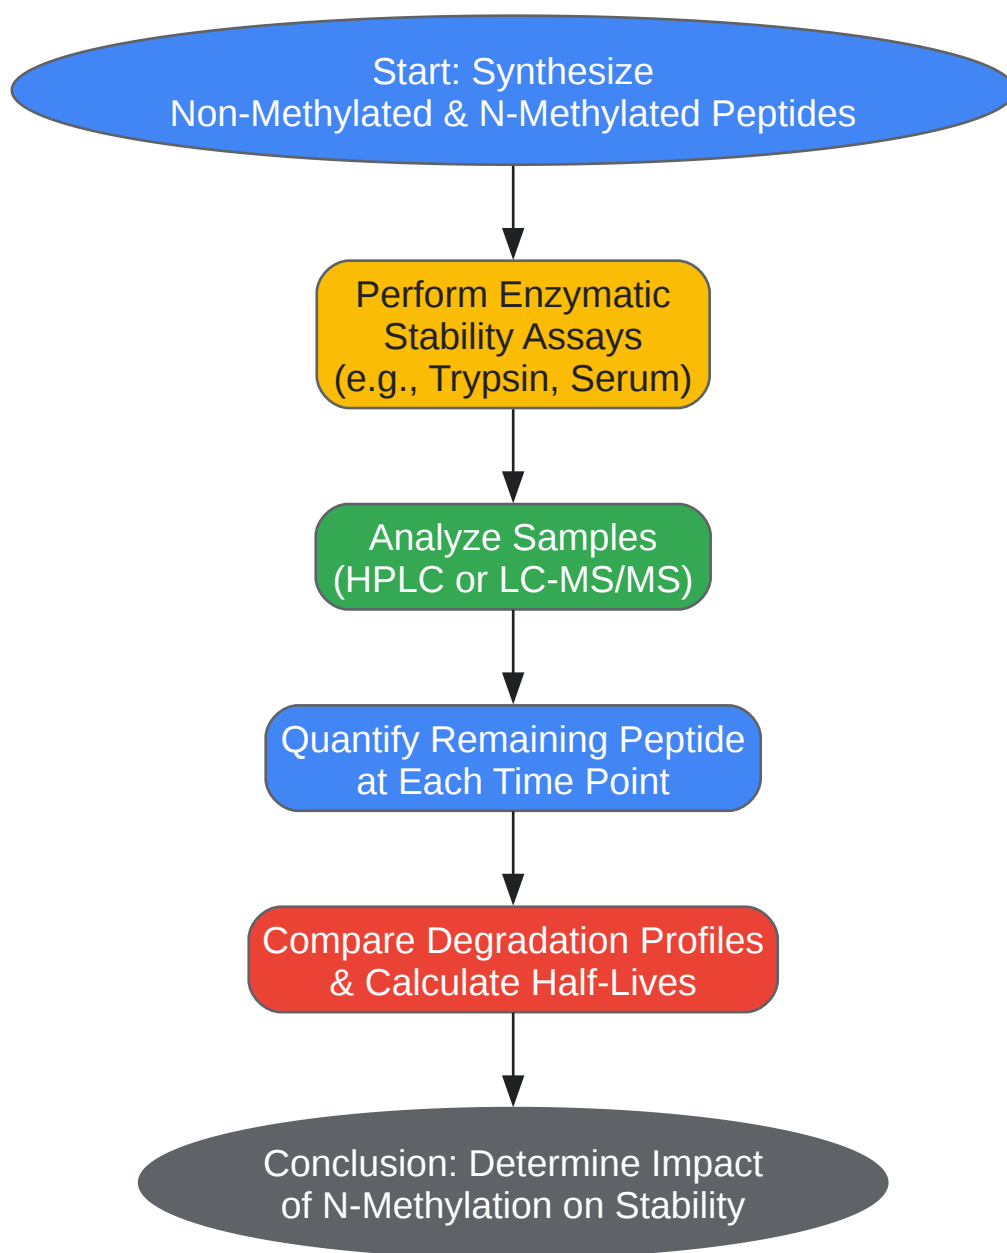 Start: Synthesize
Non-Methylated & N-Methylated Peptides
Perform Enzymatic
Stability Assays
(e.g., Trypsin, Serum)
Analyze Samples
(HPLC or LC-MS/MS)
Quantify Remaining Peptide
at Each Time Point
Compare Degradation Profiles
& Calculate Half-Lives
Conclusion: Determine Impact
of N-Methylation on Stability